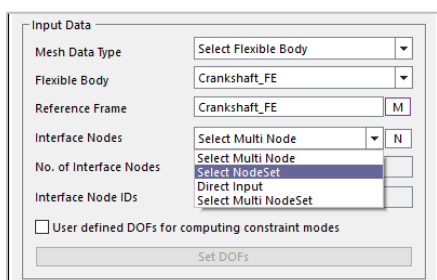 Input Data
Mesh Data Type Select Flexible Body
Flexible Body Crankshaft_FE
Reference Frame Crankshaft_FE M
Interface Nodes Select Multi Node N
Select Multi Node
No. of Interface Nodes Select NodeSet
Direct Input
Interface Node IDs Select Multi NodeSet
User defined DOFs for computing constraint modes
Set DOFs